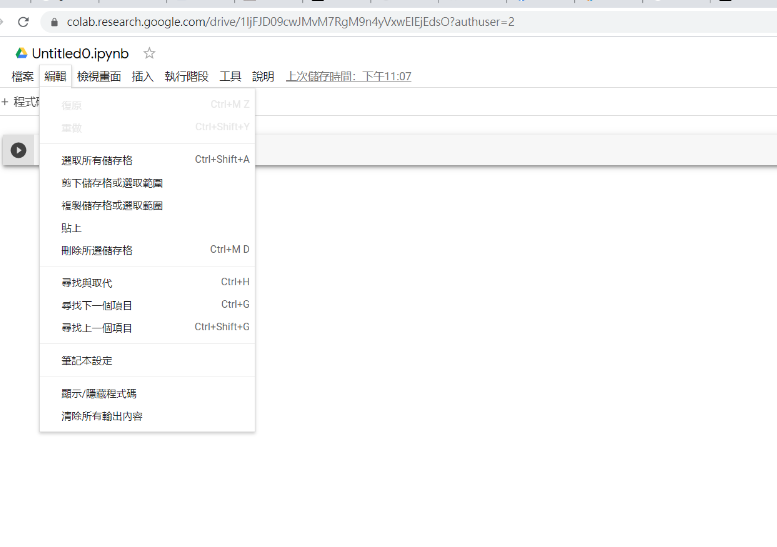 colab.research.google.com/drive/1IjFJD09cwJMvM7RgM9n4yVxwEIEjEdsO?authuser=2
Untitled0.ipynb
檔案 編輯 檢視畫面 插入 執行階段 工具 說明 上次儲存時間：下午11:07
+ 程式碼
復原 Ctrl+M Z
重做 Ctrl+Shift+Y
選取所有儲存格 Ctrl+Shift+A
剪下儲存格或選取範圍
複製儲存格或選取範圍
貼上
刪除所選儲存格 Ctrl+M D
尋找與取代 Ctrl+H
尋找下一個項目 Ctrl+G
尋找上一個項目 Ctrl+Shift+G
筆記本設定
顯示/隱藏程式碼
清除所有輸出內容